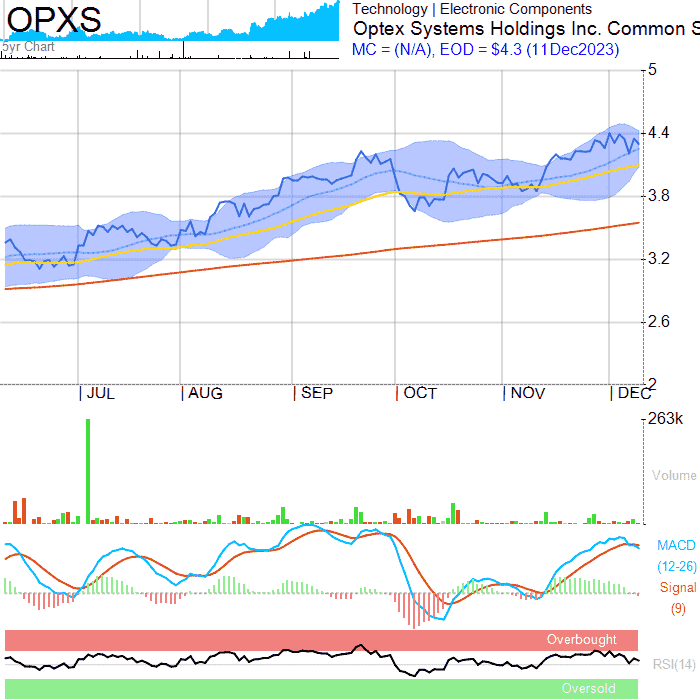 OPXS
5yr Chart
Technology | Electronic Components
Optex Systems Holdings Inc. Common S
MC = (N/A), EOD = $4.3 (11Dec2023)
5
4.4
3.8
3.2
2.6
2
JUL
AUG
SEP
OCT
NOV
DEC
263k
Volume
MACD
(12-26)
Signal
(9)
Overbought
RSI(14)
Oversold